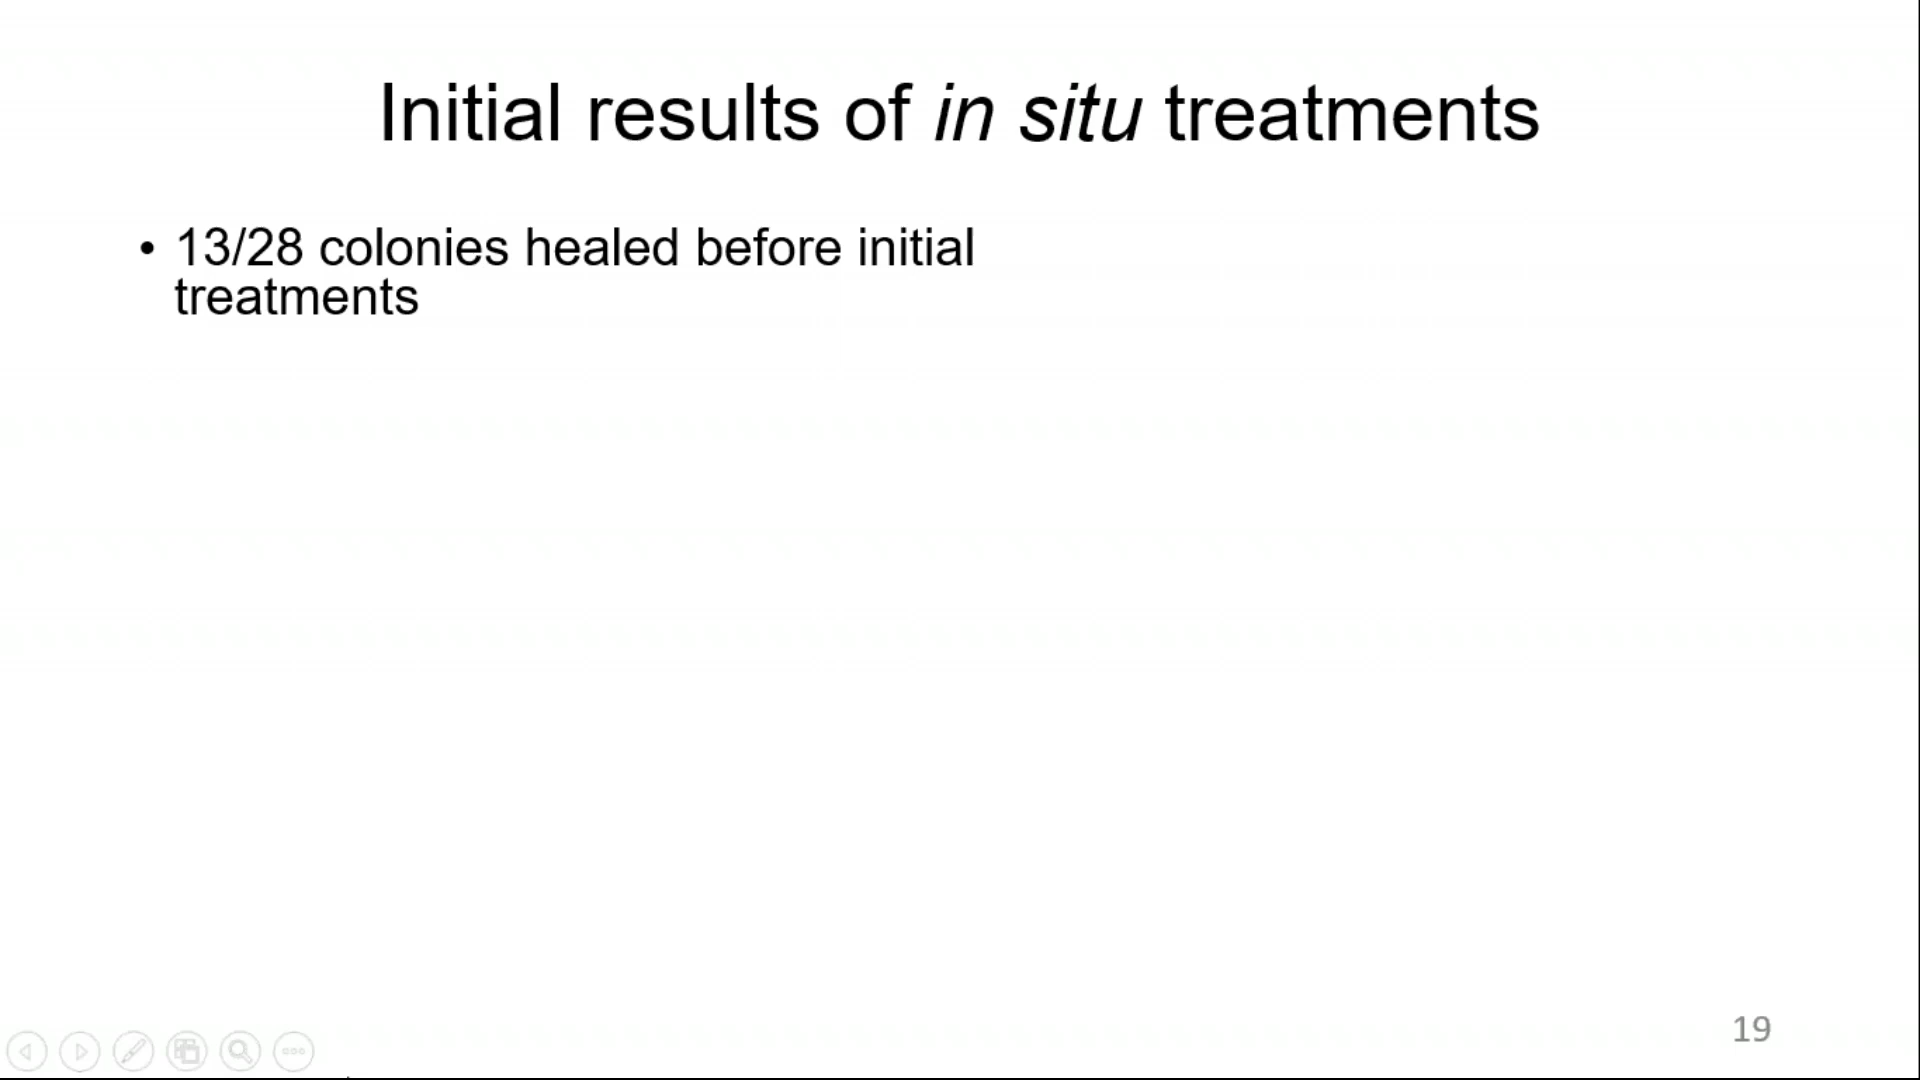 Initial results of in situ treatments
• 13/28 colonies healed before initial
treatments
19